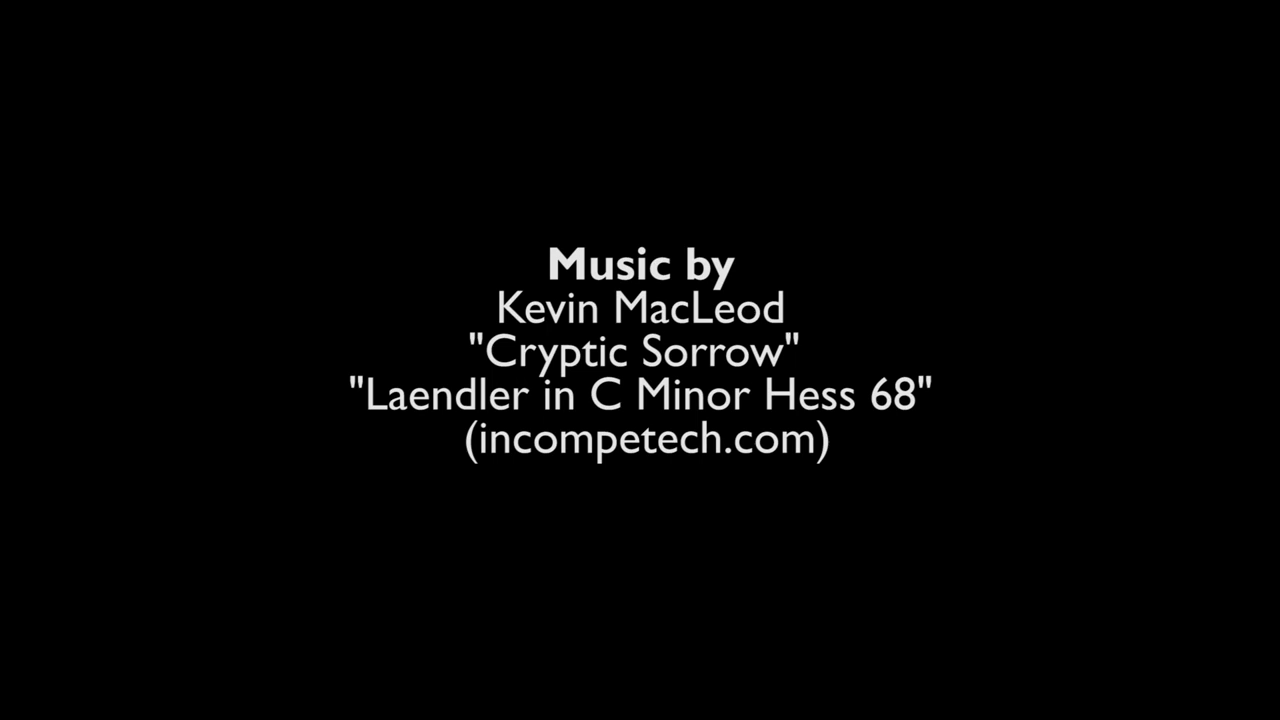 Music by
Kevin MacLeod
"Cryptic Sorrow"
"Laendler in C Minor Hess 68"
(incompetech.com)